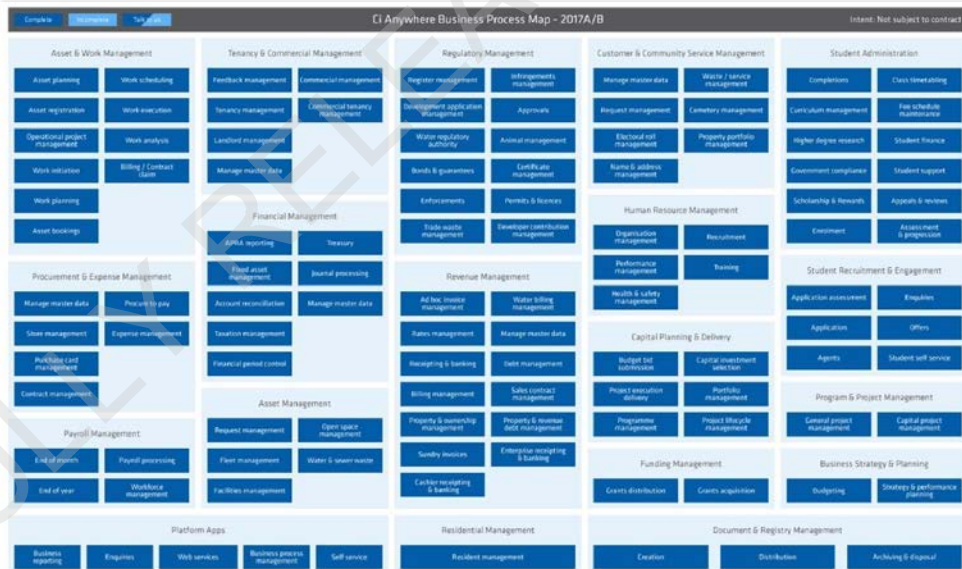 Complete
Incomplete
Talk to us
Ci Anywhere Business Process Map - 2017A/B
Intent: Not subject to contract
Asset & Work Management
Asset planning
Work scheduling
Asset registration
Work execution
Operational project
management
Work analysis
Work initiation
Billing / Contract
claim
Work planning
Asset bookings
Procurement & Expense Management
Manage master data
Procure to pay
Store management
Expense management
Purchase card
management
Contract management
Payroll Management
End of month
Payroll processing
End of year
Workforce
management
Tenancy & Commercial Management
Feedback management
Commercial management
Tenancy management
Commercial tenancy
management
Landlord management
Manage master data
Financial Management
APRA reporting
Treasury
Fixed asset
management
Journal processing
Account reconciliation
Manage master data
Taxation management
Financial period control
Asset Management
Request management
Open space
management
Fleet management
Water & sewer waste
Facilities management
Regulatory Management
Register management
Infringements
management
Development application
management
Approvals
Water regulatory
authority
Animal management
Bonds & guarantees
Certificate
management
Enforcements
Permits & licences
Trade waste
management
Developer contribution
management
Revenue Management
Ad hoc invoice
management
Water billing
management
Rates management
Manage master data
Receipting & banking
Debt management
Billing management
Sales contract
management
Property & ownership
management
Property & revenue
debt management
Sundry invoices
Enterprise receipting
& banking
Cashier receipting
& banking
Customer & Community Service Management
Manage master data
Waste / service
management
Request management
Cemetery management
Electoral roll
management
Property portfolio
management
Name & address
management
Human Resource Management
Organisation
management
Recruitment
Performance
management
Training
Health & safety
management
Capital Planning & Delivery
Budget bid
submission
Capital investment
selection
Project execution
delivery
Portfolio
management
Programme
management
Project lifecycle
management
Funding Management
Grants distribution
Grants acquisition
Student Administration
Completions
Class timetabling
Curriculum management
Fee schedule
maintenance
Higher degree research
Student finance
Government compliance
Student support
Scholarship & Rewards
Appeals & reviews
Enrolment
Assessment
& progression
Student Recruitment & Engagement
Application assessment
Enquiries
Application
Offers
Agents
Student self service
Program & Project Management
General project
management
Capital project
management
Business Strategy & Planning
Budgeting
Strategy & performance
planning
Platform Apps
Business
reporting
Enquiries
Web services
Business process
management
Self service
Residential Management
Resident management
Document & Registry Management
Creation
Distribution
Archiving & disposal